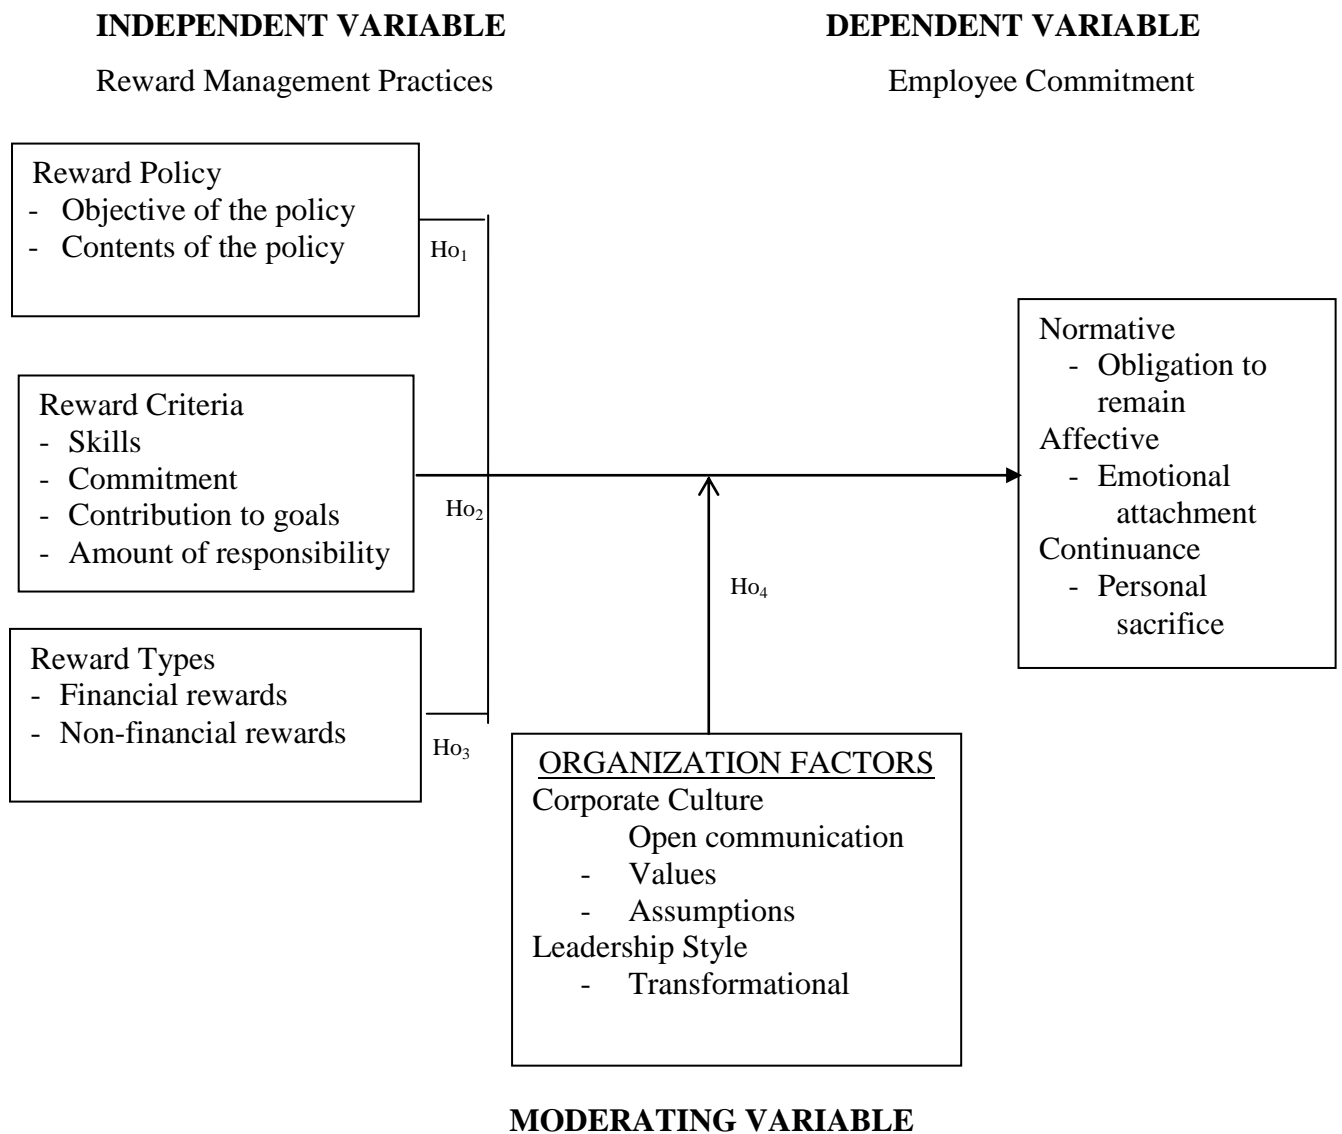 INDEPENDENT VARIABLE
Reward Management Practices
DEPENDENT VARIABLE
Employee Commitment
Reward Policy
- Objective of the policy
- Contents of the policy
Ho₁
Reward Criteria
- Skills
- Commitment
- Contribution to goals
- Amount of responsibility
Ho₂
Reward Types
- Financial rewards
- Non-financial rewards
Ho₃
Ho₄
Normative
- Obligation to
remain
Affective
- Emotional
attachment
Continuance
- Personal
sacrifice
ORGANIZATION FACTORS
Corporate Culture
Open communication
- Values
- Assumptions
Leadership Style
- Transformational
MODERATING VARIABLE